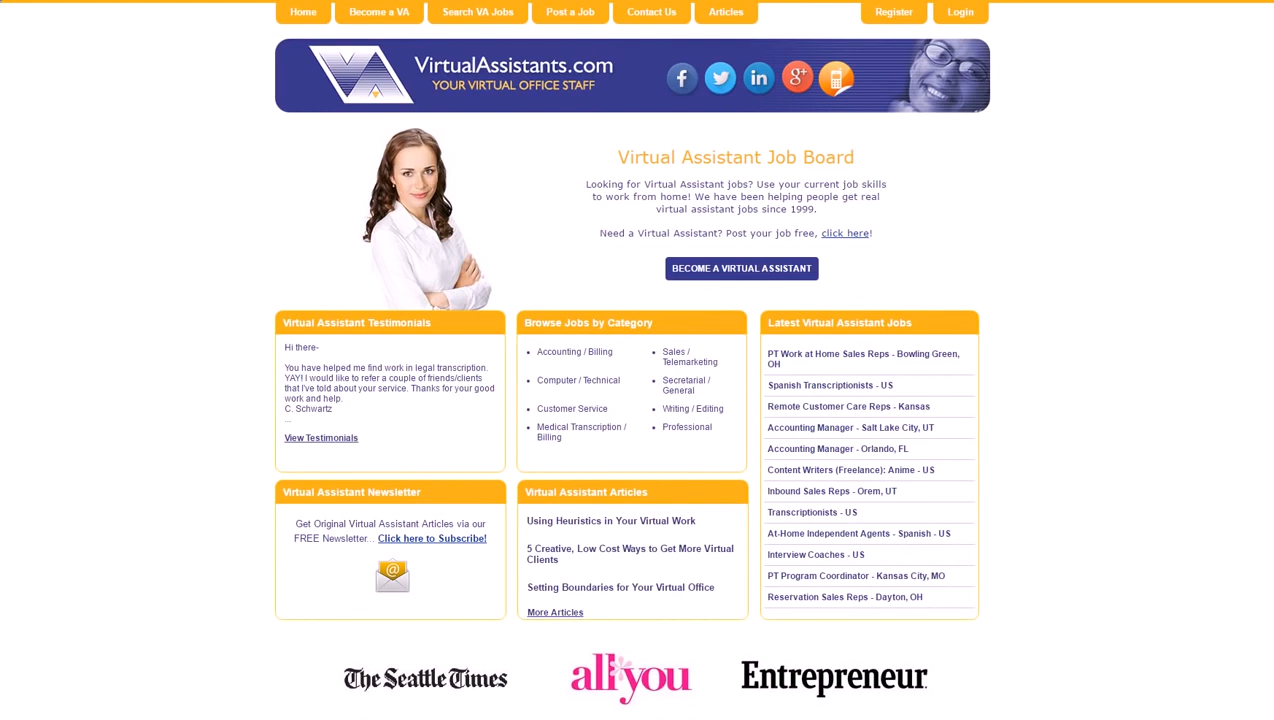 Home
Become a VA
Search VA Jobs
Post a Job
Contact Us
Articles
Register
Login
VirtualAssistants.com
YOUR VIRTUAL OFFICE STAFF
Virtual Assistant Job Board
Looking for Virtual Assistant jobs? Use your current job skills
to work from home! We have been helping people get real
virtual assistant jobs since 1999.
Need a Virtual Assistant? Post your job free, click here!
BECOME A VIRTUAL ASSISTANT
Virtual Assistant Testimonials
Hi there-
You have helped me find work in legal transcription.
YAY! I would like to refer a couple of friends/clients
that I've told about your service. Thanks for your good
work and help.
C. Schwartz
...
View Testimonials
Browse Jobs by Category
Accounting / Billing
Sales /
Telemarketing
Computer / Technical
Secretarial /
General
Customer Service
Writing / Editing
Medical Transcription /
Billing
Professional
Latest Virtual Assistant Jobs
PT Work at Home Sales Reps - Bowling Green,
OH
Spanish Transcriptionists - US
Remote Customer Care Reps - Kansas
Accounting Manager - Salt Lake City, UT
Accounting Manager - Orlando, FL
Content Writers (Freelance): Anime - US
Inbound Sales Reps - Orem, UT
Transcriptionists - US
At-Home Independent Agents - Spanish - US
Interview Coaches - US
PT Program Coordinator - Kansas City, MO
Reservation Sales Reps - Dayton, OH
Virtual Assistant Newsletter
Get Original Virtual Assistant Articles via our
FREE Newsletter... Click here to Subscribe!
@
Virtual Assistant Articles
Using Heuristics in Your Virtual Work
5 Creative, Low Cost Ways to Get More Virtual
Clients
Setting Boundaries for Your Virtual Office
More Articles
The Seattle Times
all you
Entrepreneur